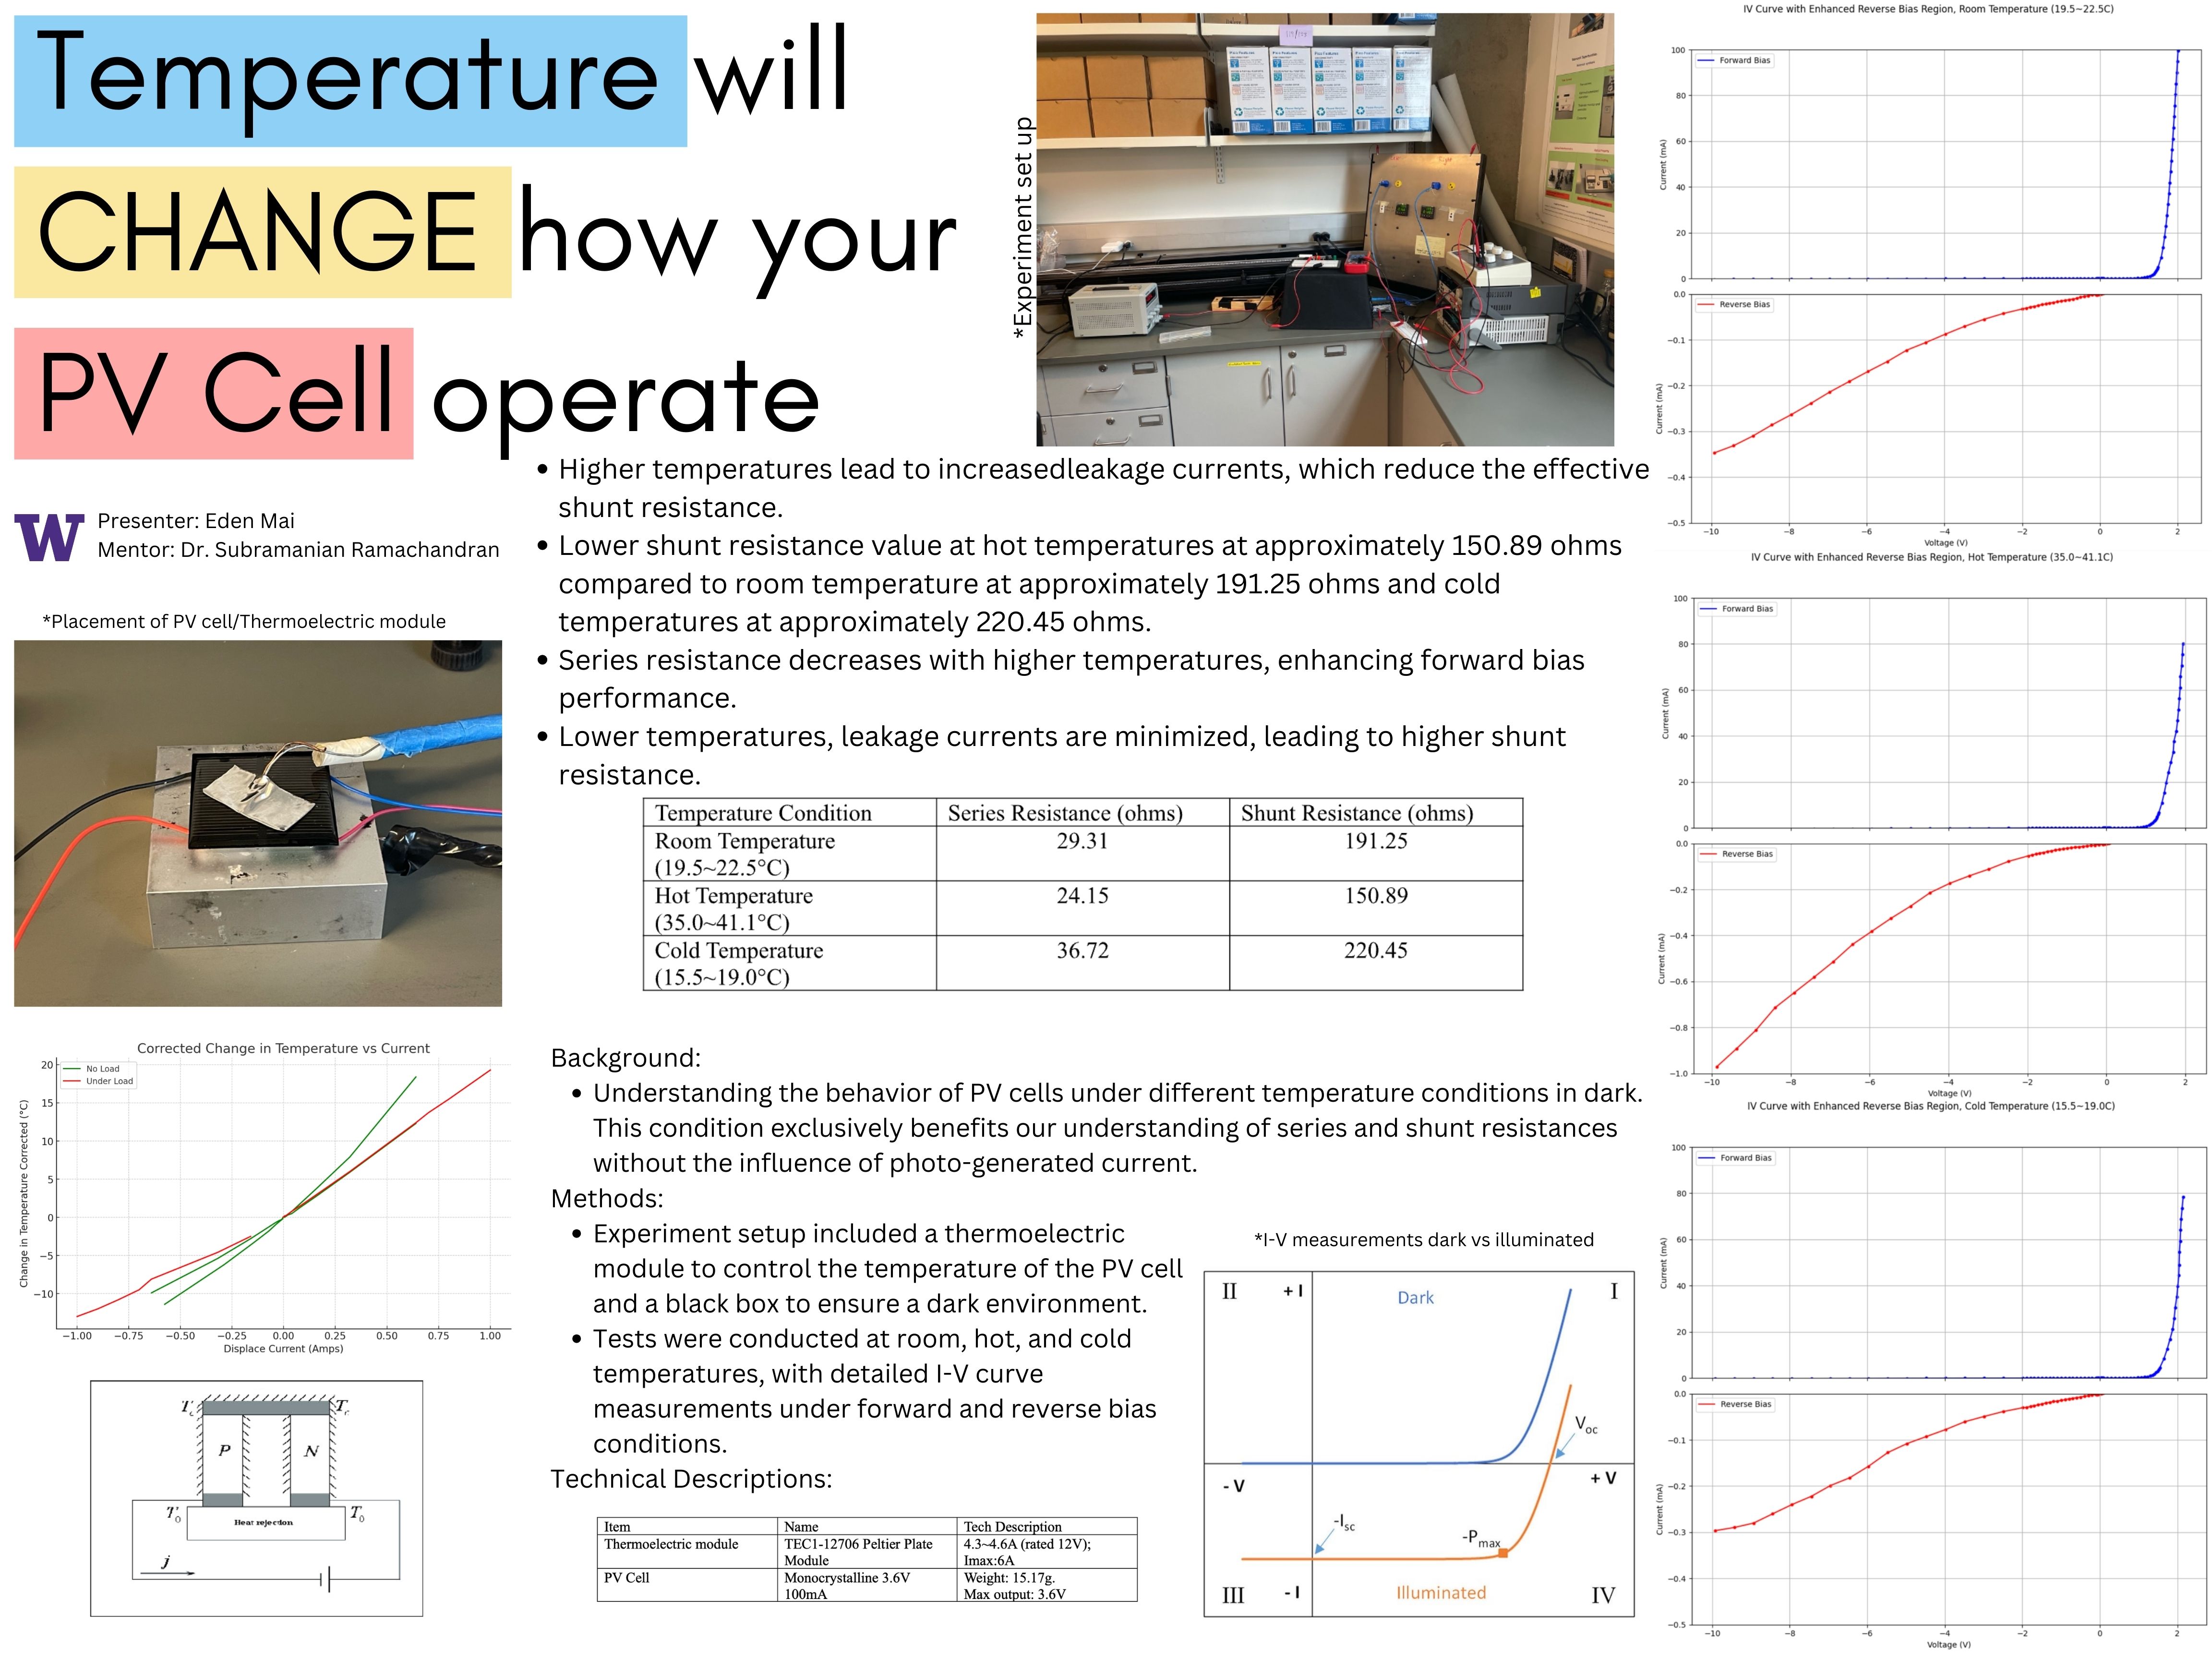 Temperature will
CHANGE how your
PV Cell operate
W
Presenter: Eden Mai
Mentor: Dr. Subramanian Ramachandran
*Experiment set up
*Placement of PV cell/Thermoelectric module
Higher temperatures lead to increasedleakage currents, which reduce the effective
shunt resistance.
Lower shunt resistance value at hot temperatures at approximately 150.89 ohms
compared to room temperature at approximately 191.25 ohms and cold
temperatures at approximately 220.45 ohms.
Series resistance decreases with higher temperatures, enhancing forward bias
performance.
Lower temperatures, leakage currents are minimized, leading to higher shunt
resistance.
Temperature Condition Series Resistance (ohms) Shunt Resistance (ohms)
Room Temperature 29.31 191.25
(19.5~22.5°C)
Hot Temperature 24.15 150.89
(35.0~41.1°C)
Cold Temperature 36.72 220.45
(15.5~19.0°C)
Corrected Change in Temperature vs Current
No Load
Under Load
Change in Temperature Corrected (°C)
20
15
10
5
0
−5
−10
−1.00 −0.75 −0.50 −0.25 0.00 0.25 0.50 0.75 1.00
Displace Current (Amps)
P N
T0 T0
Heat rejection
j
Background:
Understanding the behavior of PV cells under different temperature conditions in dark.
This condition exclusively benefits our understanding of series and shunt resistances
without the influence of photo-generated current.
Methods:
Experiment setup included a thermoelectric
module to control the temperature of the PV cell
and a black box to ensure a dark environment.
Tests were conducted at room, hot, and cold
temperatures, with detailed I-V curve
measurements under forward and reverse bias
conditions.
Technical Descriptions:
Item Name Tech Description
Thermoelectric module TEC1-12706 Peltier Plate 4.3~4.6A (rated 12V);
Module Imax:6A
PV Cell Monocrystalline 3.6V Weight: 15.17g.
100mA Max output: 3.6V
*I-V measurements dark vs illuminated
II + I Dark I
Voc
- V + V
-Isc
-Pmax
III - I Illuminated IV
IV Curve with Enhanced Reverse Bias Region, Room Temperature (19.5~22.5C)
Forward Bias
Current (mA)
100
80
60
40
20
0
Reverse Bias
Current (mA)
0.0
−0.1
−0.2
−0.3
−0.4
−0.5
−10 −8 −6 −4 −2 0 2
Voltage (V)
IV Curve with Enhanced Reverse Bias Region, Hot Temperature (35.0~41.1C)
Forward Bias
Current (mA)
100
80
60
40
20
0
Reverse Bias
Current (mA)
0.0
−0.2
−0.4
−0.6
−0.8
−1.0
−10 −8 −6 −4 −2 0 2
Voltage (V)
IV Curve with Enhanced Reverse Bias Region, Cold Temperature (15.5~19.0C)
Forward Bias
Current (mA)
100
80
60
40
20
0
Reverse Bias
Current (mA)
0.0
−0.1
−0.2
−0.3
−0.4
−0.5
−10 −8 −6 −4 −2 0 2
Voltage (V)